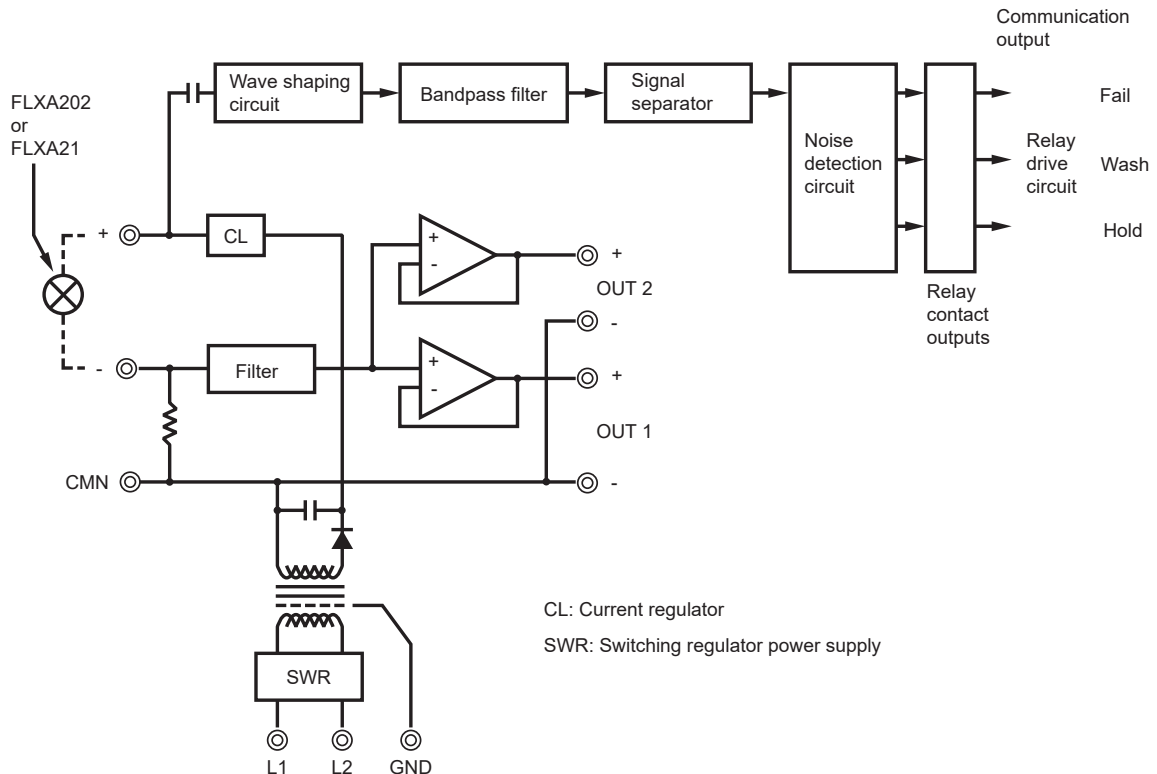 Communication
output
Wave shaping
circuit
Bandpass filter
Signal
separator
FLXA202
or
FLXA21
Noise
detection
circuit
Relay
drive
circuit
Fail
Wash
Hold
Relay
contact
outputs
+
CL
+
-
+
OUT 2
-
-
Filter
+
-
+
OUT 1
CMN
-
CL: Current regulator
SWR: Switching regulator power supply
SWR
L1
L2
GND